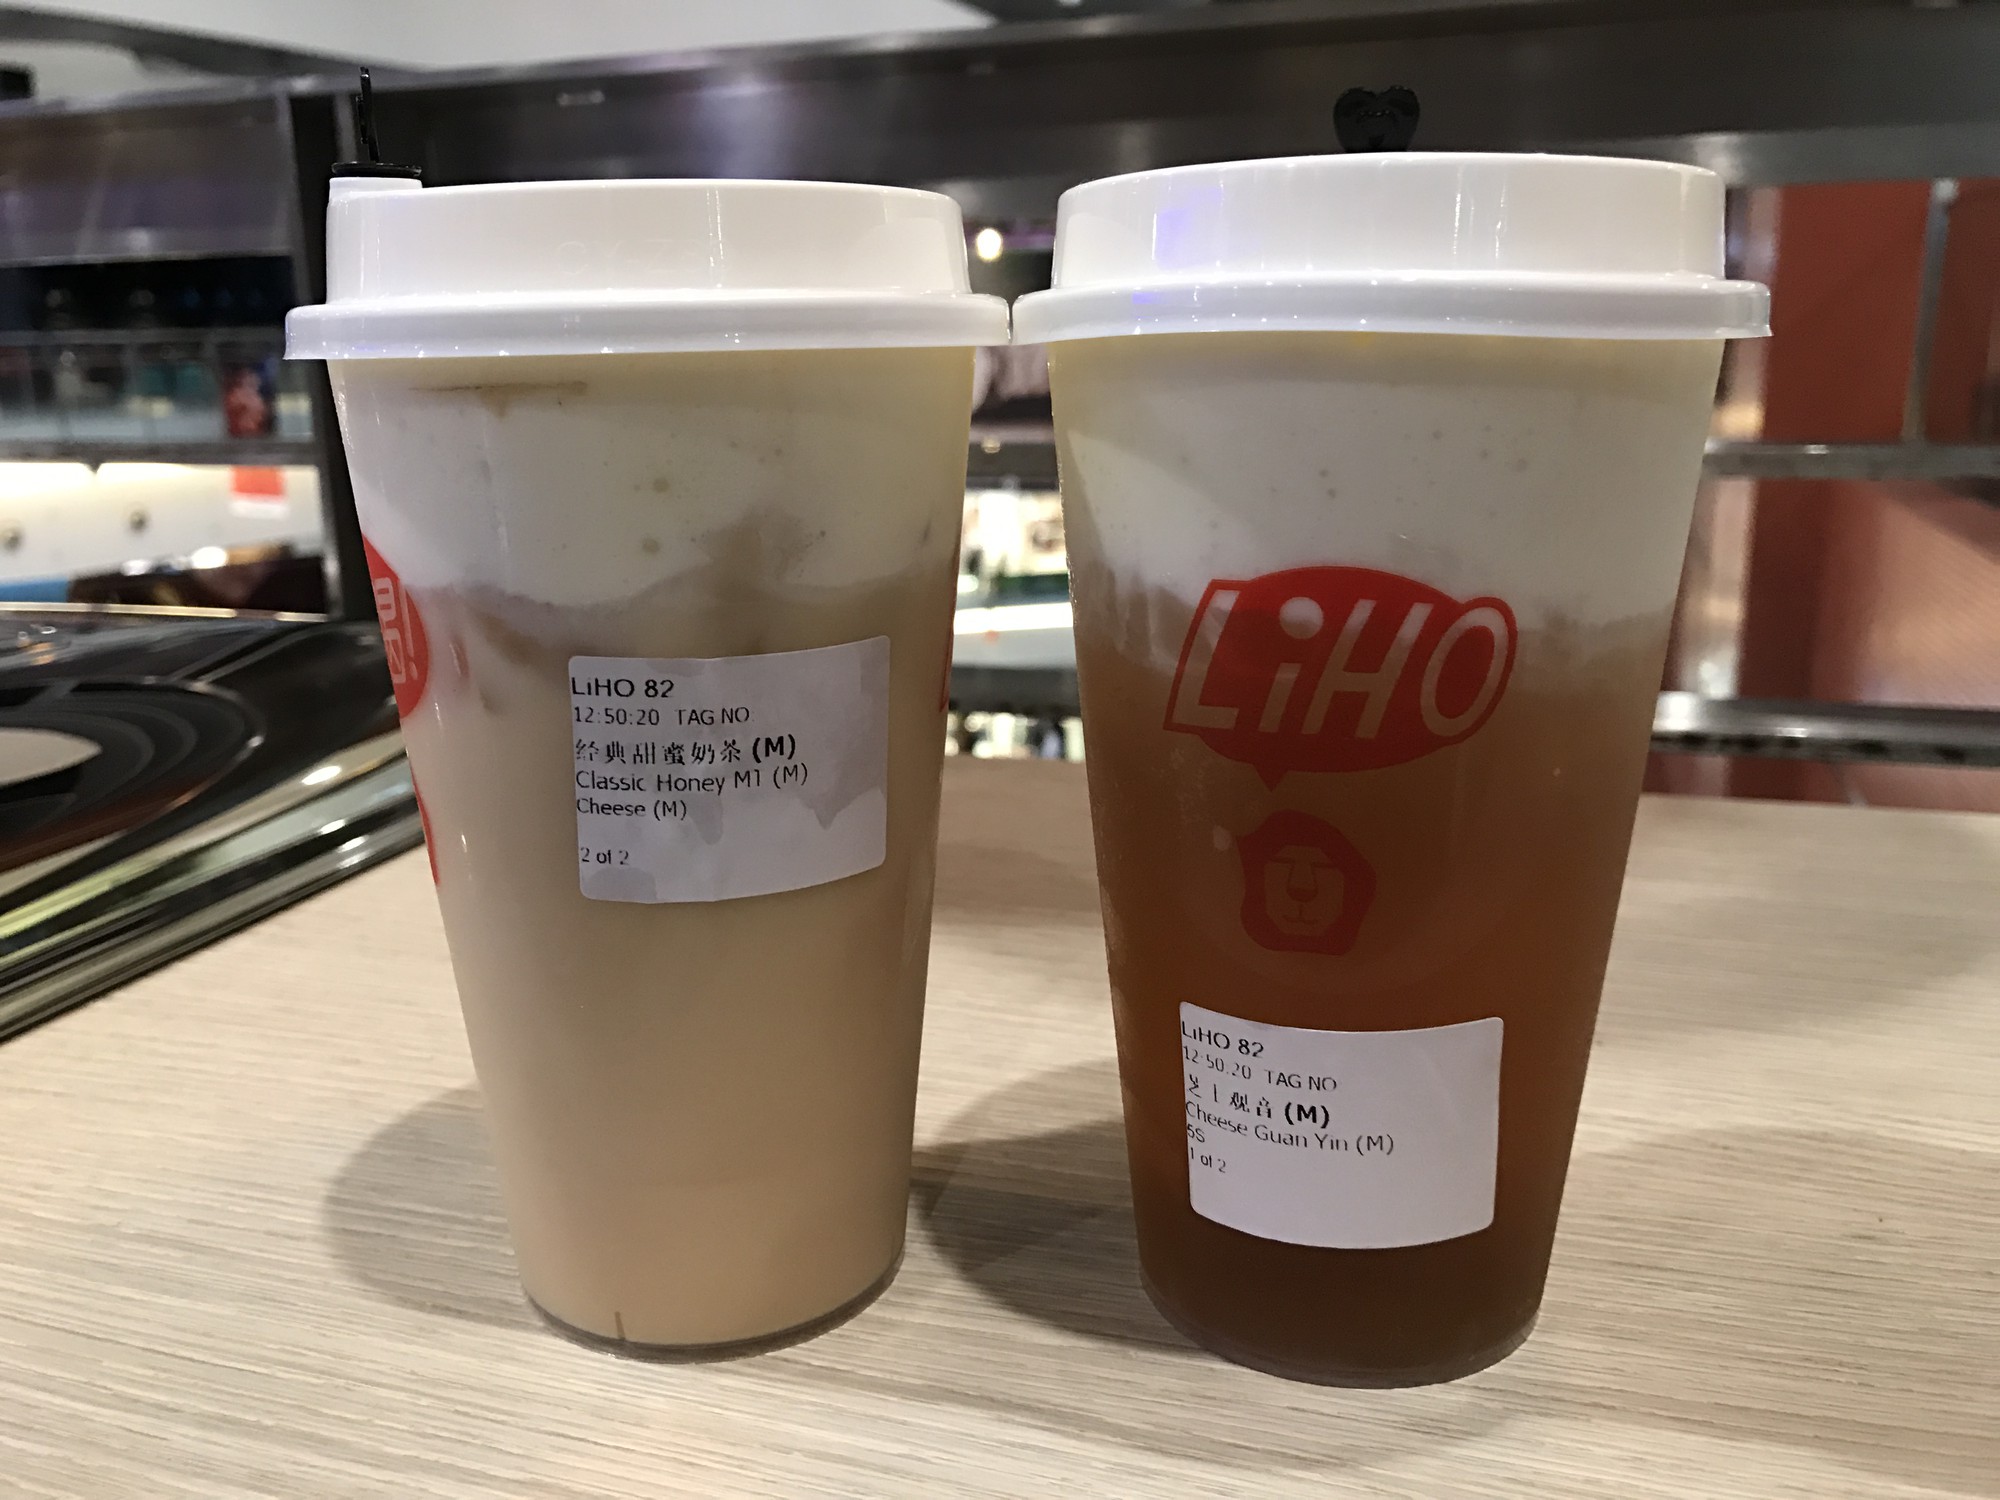 LiHO 82
12:50:20 TAG NO.
经典甜蜜奶茶 (M)
Classic Honey MT (M)
Cheese (M)
2 of 2
LiHO
LiHO 82
12:50:20 TAG NO.
芝士观音 (M)
Cheese Guan Yin (M)
5S
1 of 2